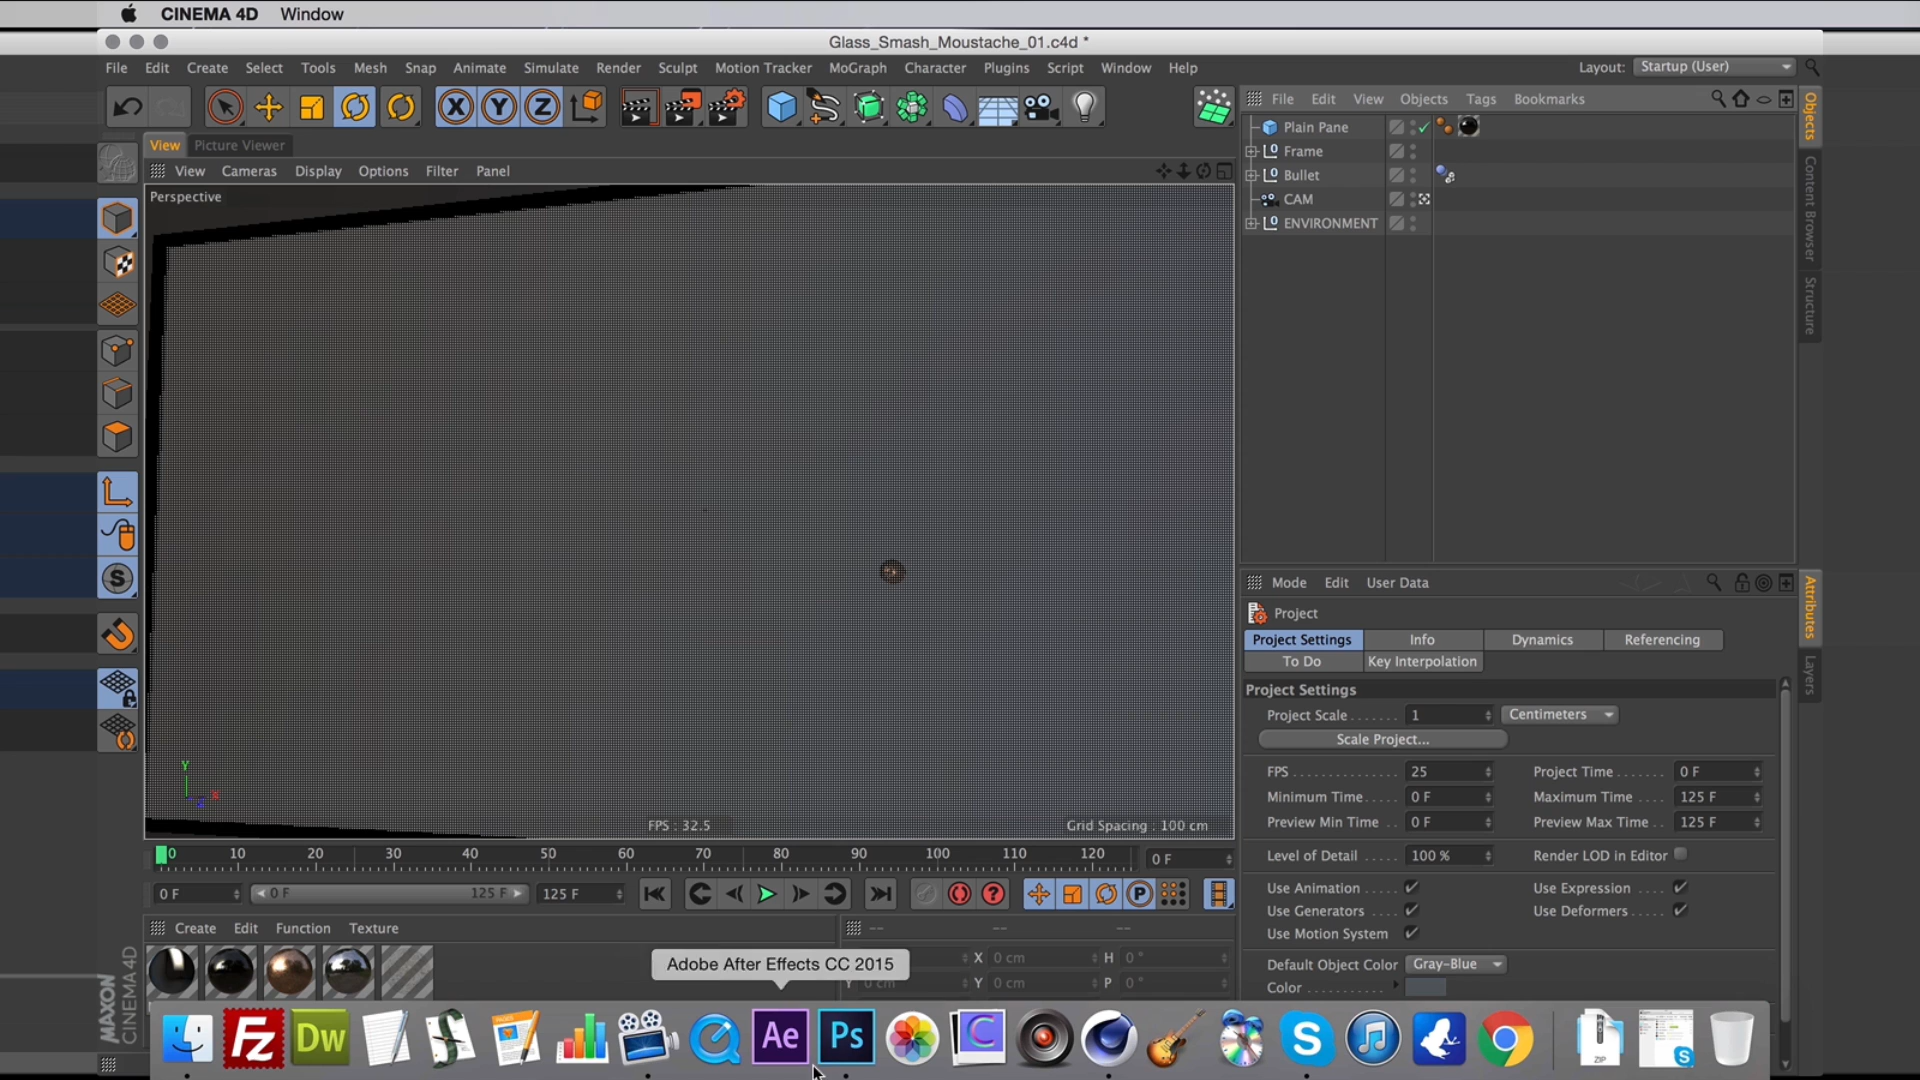 CINEMA 4D Window
Glass_Smash_Moustache_01.c4d *
File Edit Create Select Tools Mesh Snap Animate Simulate Render Sculpt Motion Tracker MoGraph Character Plugins Script Window Help Layout: Startup (User)
X Y Z
File Edit View Objects Tags Bookmarks
View Picture Viewer
View Cameras Display Options Filter Panel
Perspective
Plain Pane
Frame
Bullet
CAM
ENVIRONMENT
Objects
Content Browser
Structure
Mode Edit User Data
Project
Project Settings Info Dynamics Referencing
To Do Key Interpolation
Project Settings
Project Scale 1 Centimeters
Scale Project...
FPS 25 Project Time 0 F
Minimum Time 0 F Maximum Time 125 F
Preview Min Time 0 F Preview Max Time 125 F
Level of Detail 100 % Render LOD in Editor
Use Animation Use Expression
Use Generators Use Deformers
Use Motion System
Default Object Color Gray-Blue
Color
Attributes
Layers
S
Y
FPS : 32.5 Grid Spacing : 100 cm
0 10 20 30 40 50 60 70 80 90 100 110 120 0 F
0 F 0 F 125 F 125 F
P
Create Edit Function Texture -- -- --
Adobe After Effects CC 2015
X 0 cm H 0 °
Y 0 cm Y 0 cm P 0 °
MAXON
CINEMA 4D
Fz Dw PAGES Ae Ps C S ZIP S